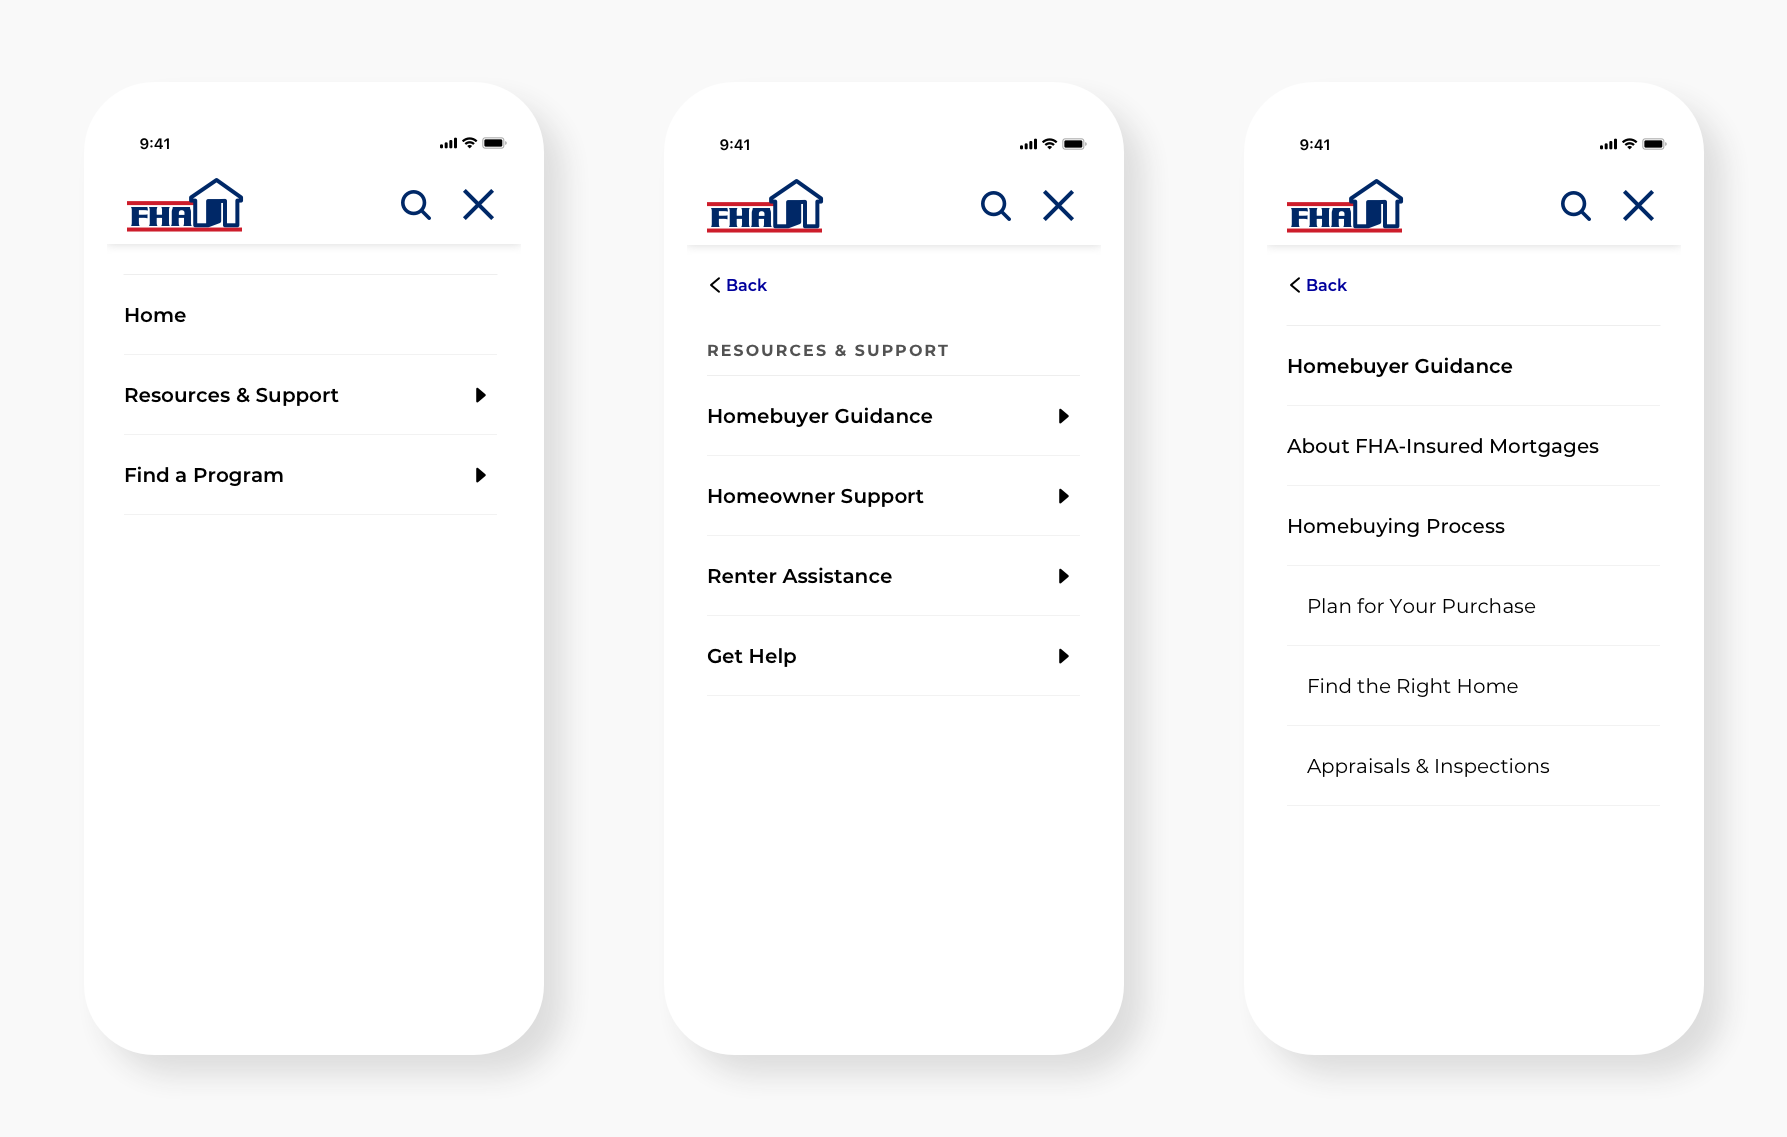 9:41
FHA
Home
Resources & Support
Find a Program
9:41
FHA
Back
RESOURCES & SUPPORT
Homebuyer Guidance
Homeowner Support
Renter Assistance
Get Help
9:41
FHA
Back
Homebuyer Guidance
About FHA-Insured Mortgages
Homebuying Process
Plan for Your Purchase
Find the Right Home
Appraisals & Inspections